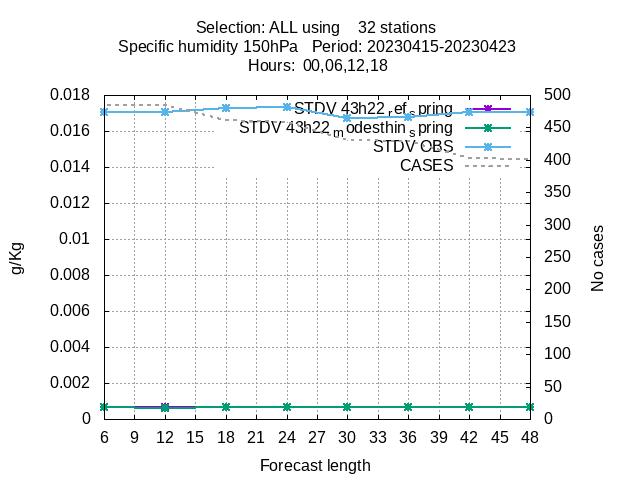 Selection: ALL using    32 stations
Specific humidity 150hPa   Period: 20230415-20230423
Hours:  00,06,12,18
STDV 43h22_ref_spring
STDV 43h22_modesthin_spring
STDV OBS
CASES
0.018
0.016
0.014
0.012
0.01
0.008
0.006
0.004
0.002
0
g/Kg
500
450
400
350
300
250
200
150
100
50
0
No cases
6 9 12 15 18 21 24 27 30 33 36 39 42 45 48
Forecast length